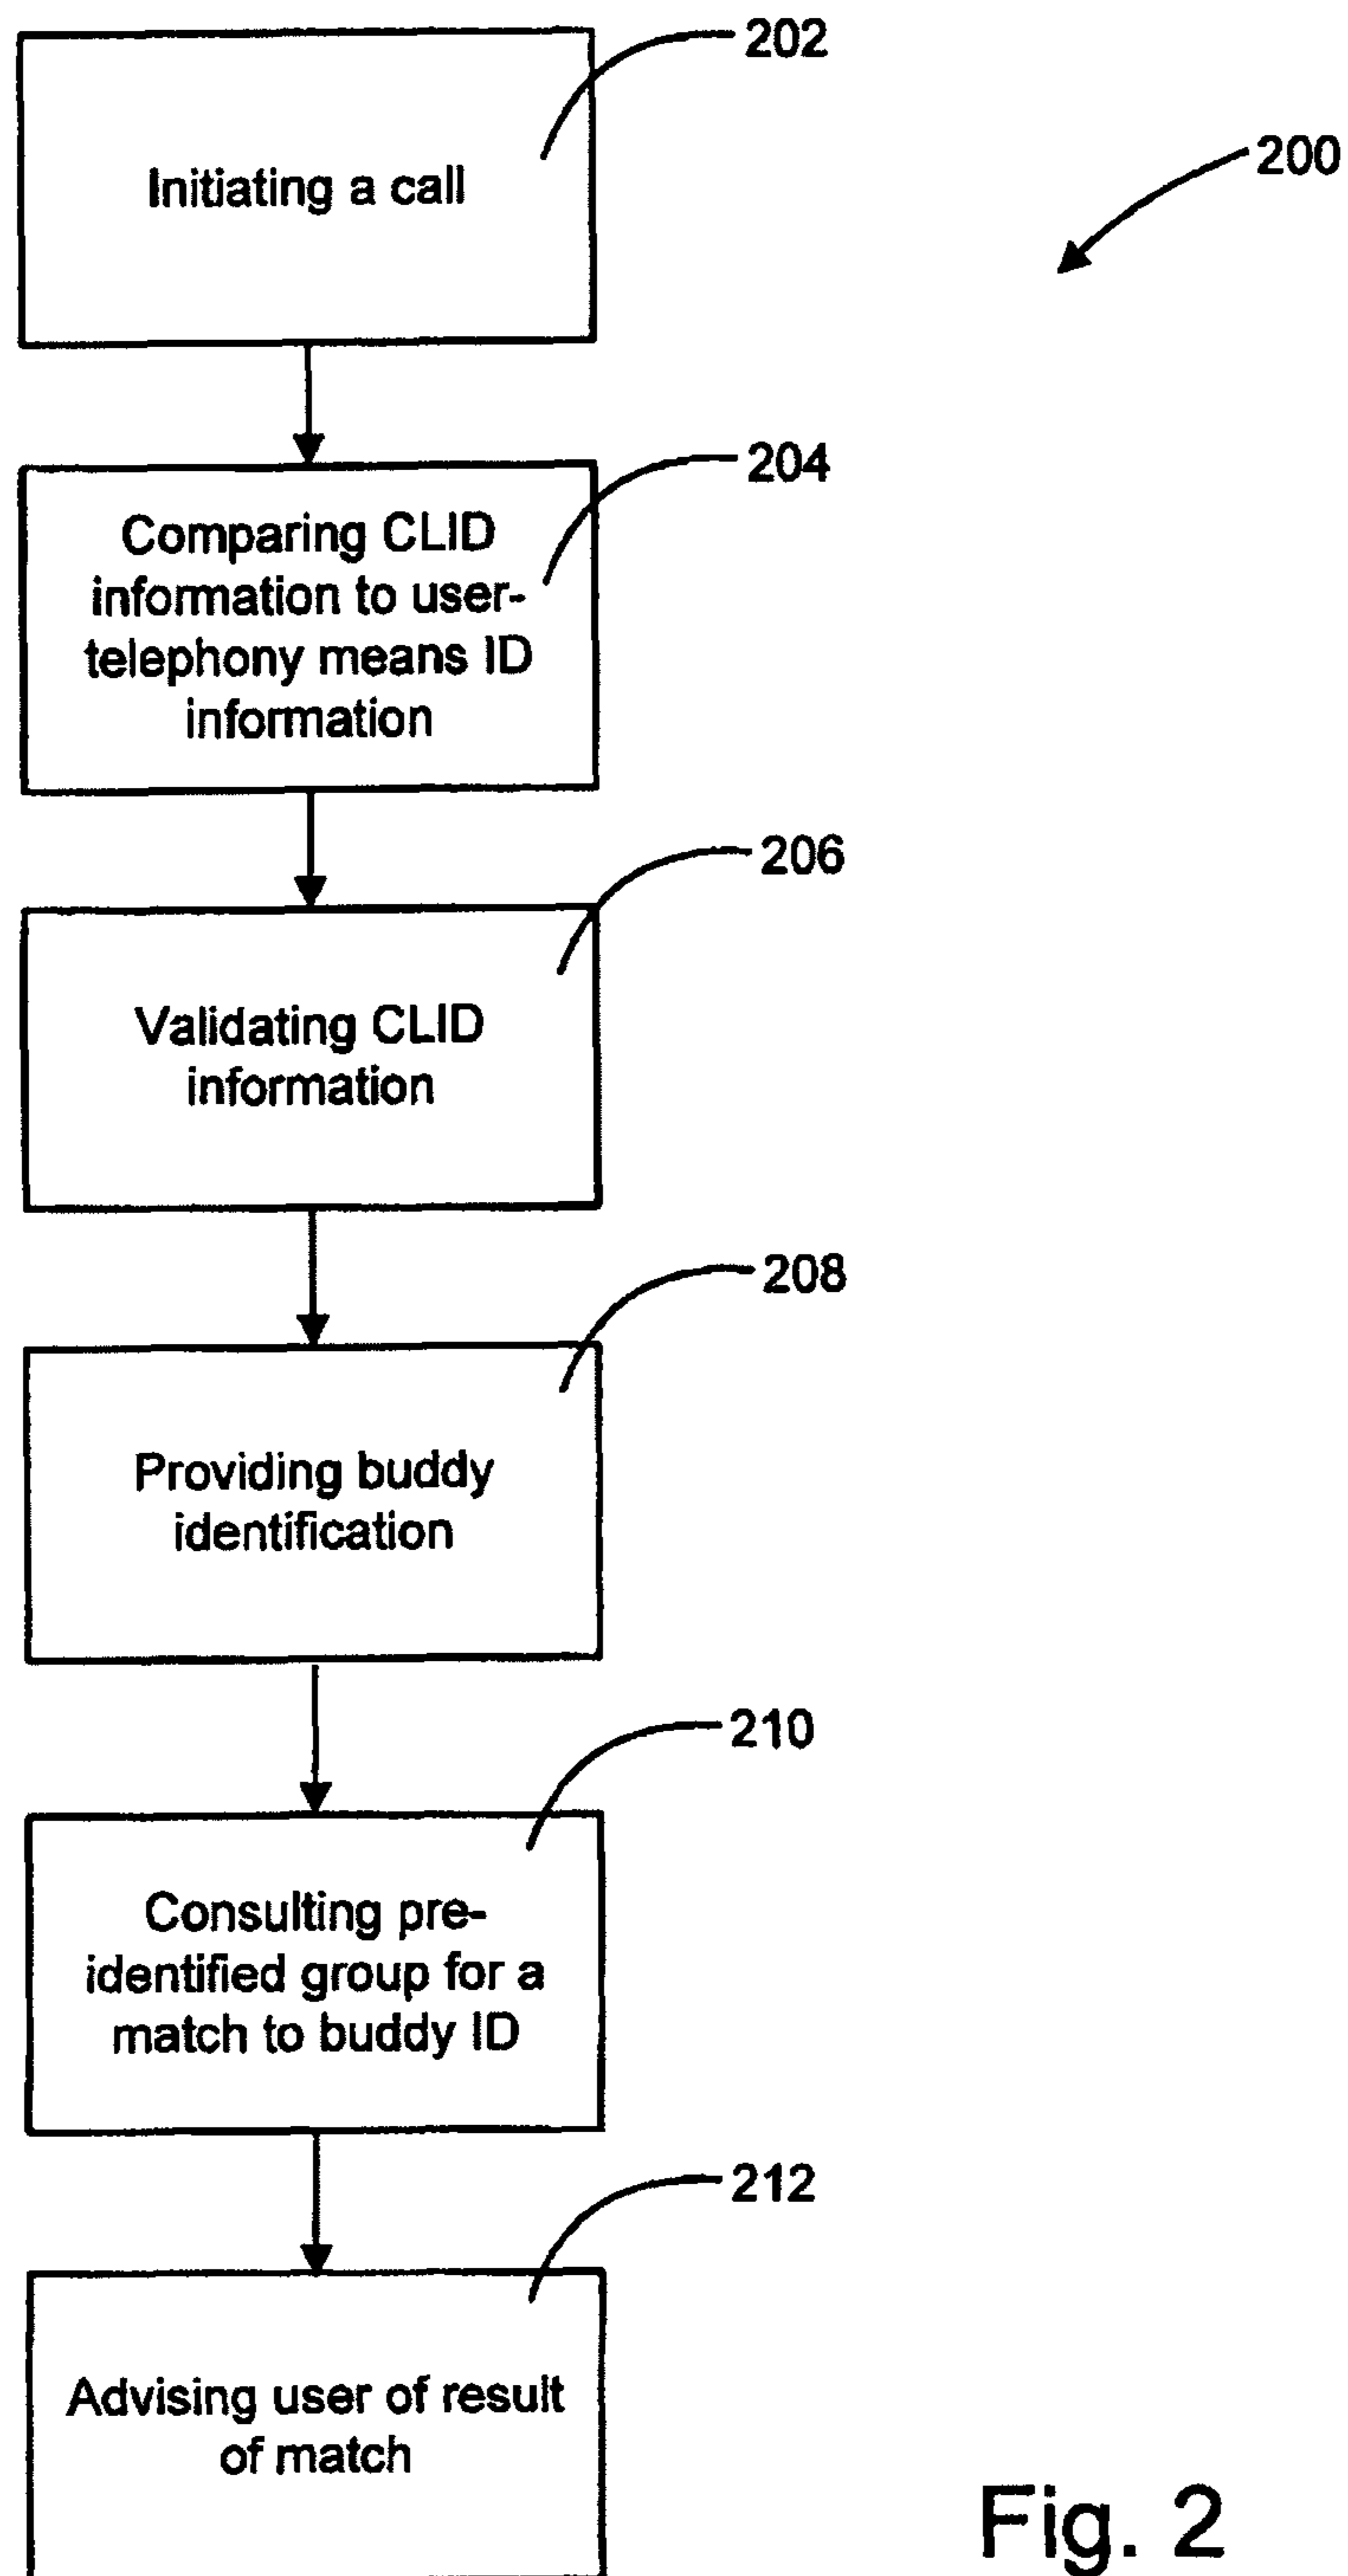 202
200
Initiating a call
204
Comparing CLID
information to user-
telephony means ID
information
206
Validating CLID
information
208
Providing buddy
identification
210
Consulting pre-
identified group for a
match to buddy ID
212
Advising user of result
of match
Fig. 2